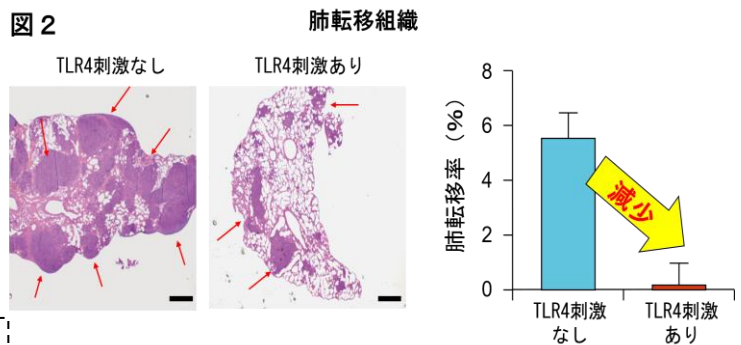 図2
肺転移組織
TLR4刺激なし
TLR4刺激あり
肺転移率（%）
8
6
4
2
0
減少
TLR4刺激
なし
TLR4刺激
あり